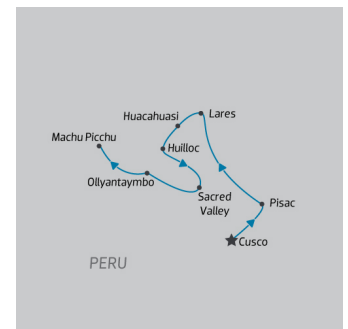 Lares
Huacahuasi
Machu Picchu
Huilloc
Ollyantaymbo
Sacred
Valley
Pisac
Cusco
PERU